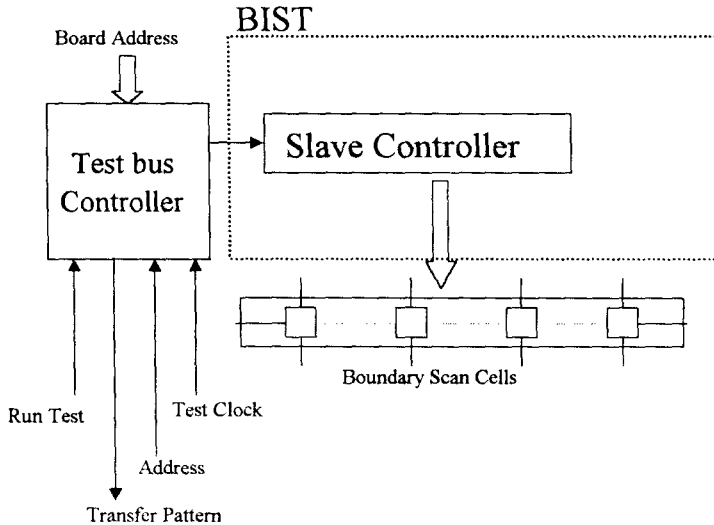 BIST
Board Address
Slave Controller
Test bus
Controller
Boundary Scan Cells
Run Test
Test Clock
Address
Transfer Pattern